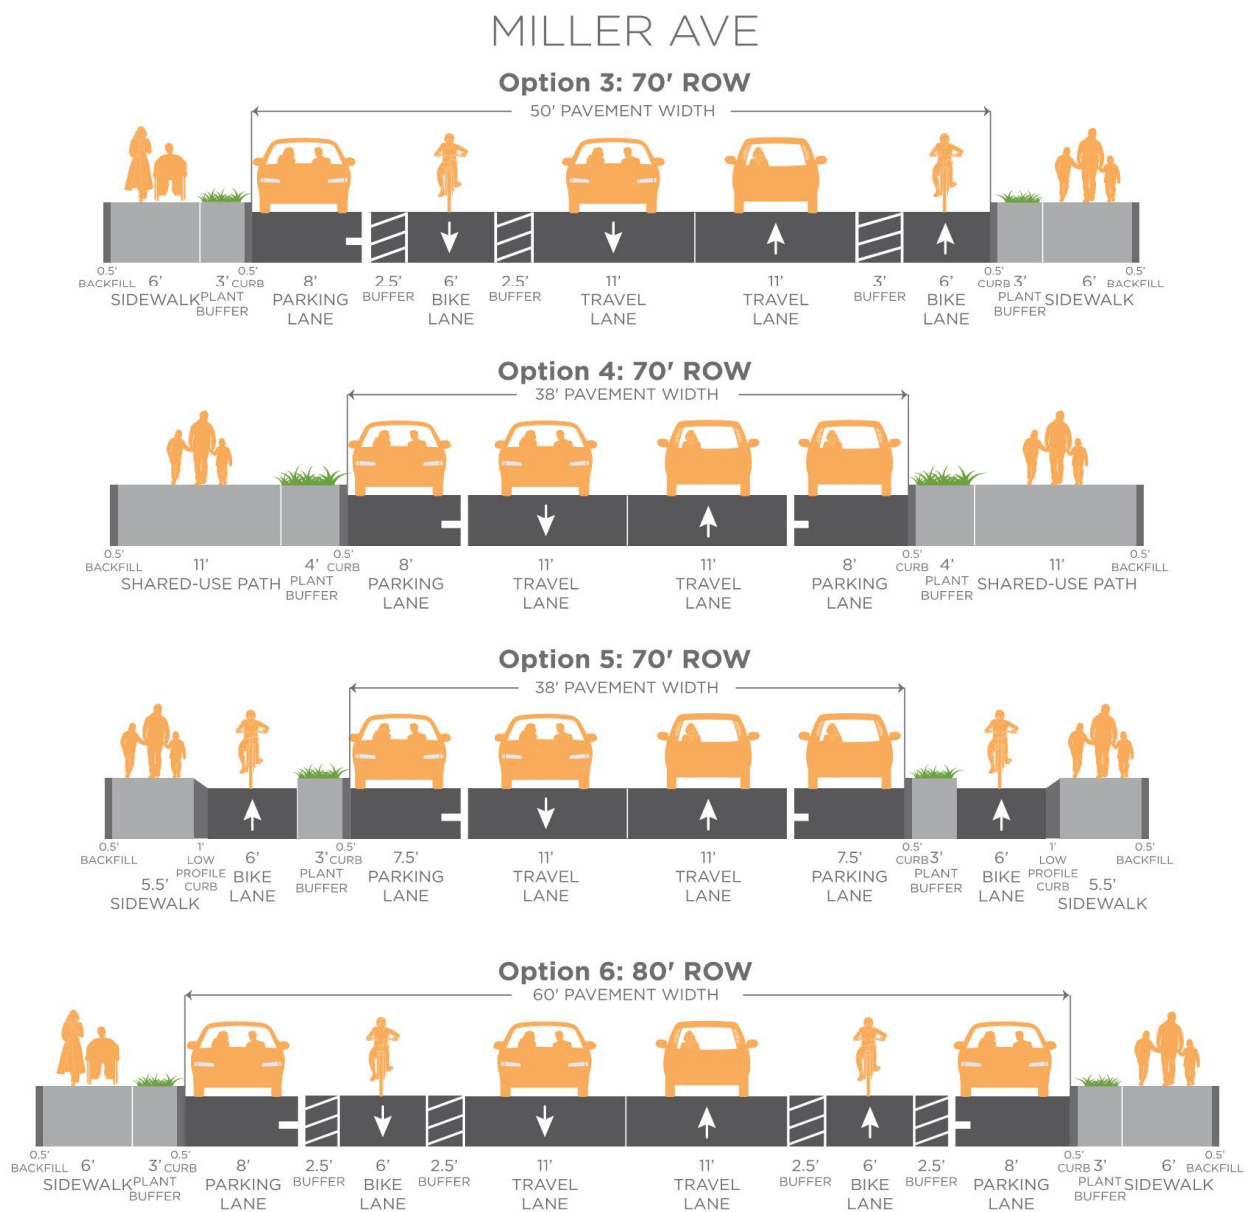 MILLER AVE
Option 3: 70' ROW
50' PAVEMENT WIDTH
0.5' BACKFILL
6' SIDEWALK
3' PLANT BUFFER
0.5' CURB
8' PARKING LANE
2.5' BUFFER
6' BIKE LANE
2.5' BUFFER
11' TRAVEL LANE
11' TRAVEL LANE
3' BUFFER
6' BIKE LANE
0.5' CURB
3' PLANT BUFFER
6' SIDEWALK
0.5' BACKFILL
Option 4: 70' ROW
38' PAVEMENT WIDTH
0.5' BACKFILL
11' SHARED-USE PATH
4' PLANT BUFFER
0.5' CURB
8' PARKING LANE
11' TRAVEL LANE
11' TRAVEL LANE
8' PARKING LANE
0.5' CURB
4' PLANT BUFFER
11' SHARED-USE PATH
0.5' BACKFILL
Option 5: 70' ROW
38' PAVEMENT WIDTH
0.5' BACKFILL
5.5' SIDEWALK
1' LOW PROFILE CURB
6' BIKE LANE
3' PLANT BUFFER
0.5' CURB
7.5' PARKING LANE
11' TRAVEL LANE
11' TRAVEL LANE
7.5' PARKING LANE
0.5' CURB
3' PLANT BUFFER
6' BIKE LANE
1' LOW PROFILE CURB
5.5' SIDEWALK
0.5' BACKFILL
Option 6: 80' ROW
60' PAVEMENT WIDTH
0.5' BACKFILL
6' SIDEWALK
3' PLANT BUFFER
0.5' CURB
8' PARKING LANE
2.5' BUFFER
6' BIKE LANE
2.5' BUFFER
11' TRAVEL LANE
11' TRAVEL LANE
2.5' BUFFER
6' BIKE LANE
2.5' BUFFER
8' PARKING LANE
0.5' CURB
3' PLANT BUFFER
6' SIDEWALK
0.5' BACKFILL